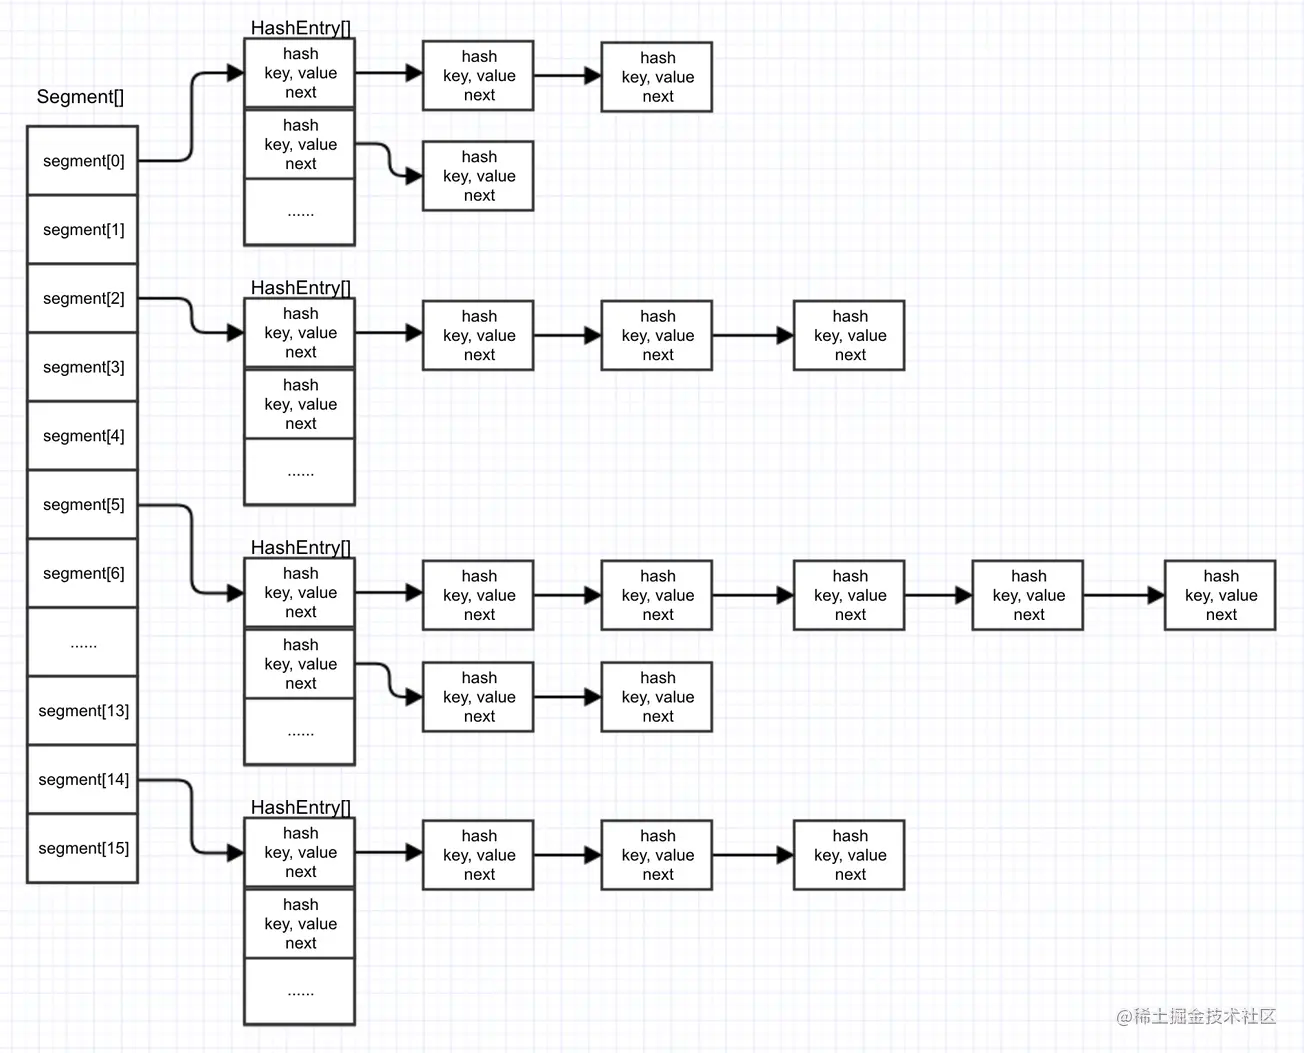 Segment[]
segment[0]
segment[1]
segment[2]
segment[3]
segment[4]
segment[5]
segment[6]
......
segment[13]
segment[14]
segment[15]
HashEntry[]
hash
key, value
next
hash
key, value
next
hash
key, value
next
hash
key, value
next
hash
key, value
next
......
HashEntry[]
hash
key, value
next
hash
key, value
next
hash
key, value
next
hash
key, value
next
hash
key, value
next
......
HashEntry[]
hash
key, value
next
hash
key, value
next
hash
key, value
next
hash
key, value
next
hash
key, value
next
hash
key, value
next
hash
key, value
next
hash
key, value
next
hash
key, value
next
......
HashEntry[]
hash
key, value
next
hash
key, value
next
hash
key, value
next
hash
key, value
next
hash
key, value
next
......
@稀土掘金技术社区